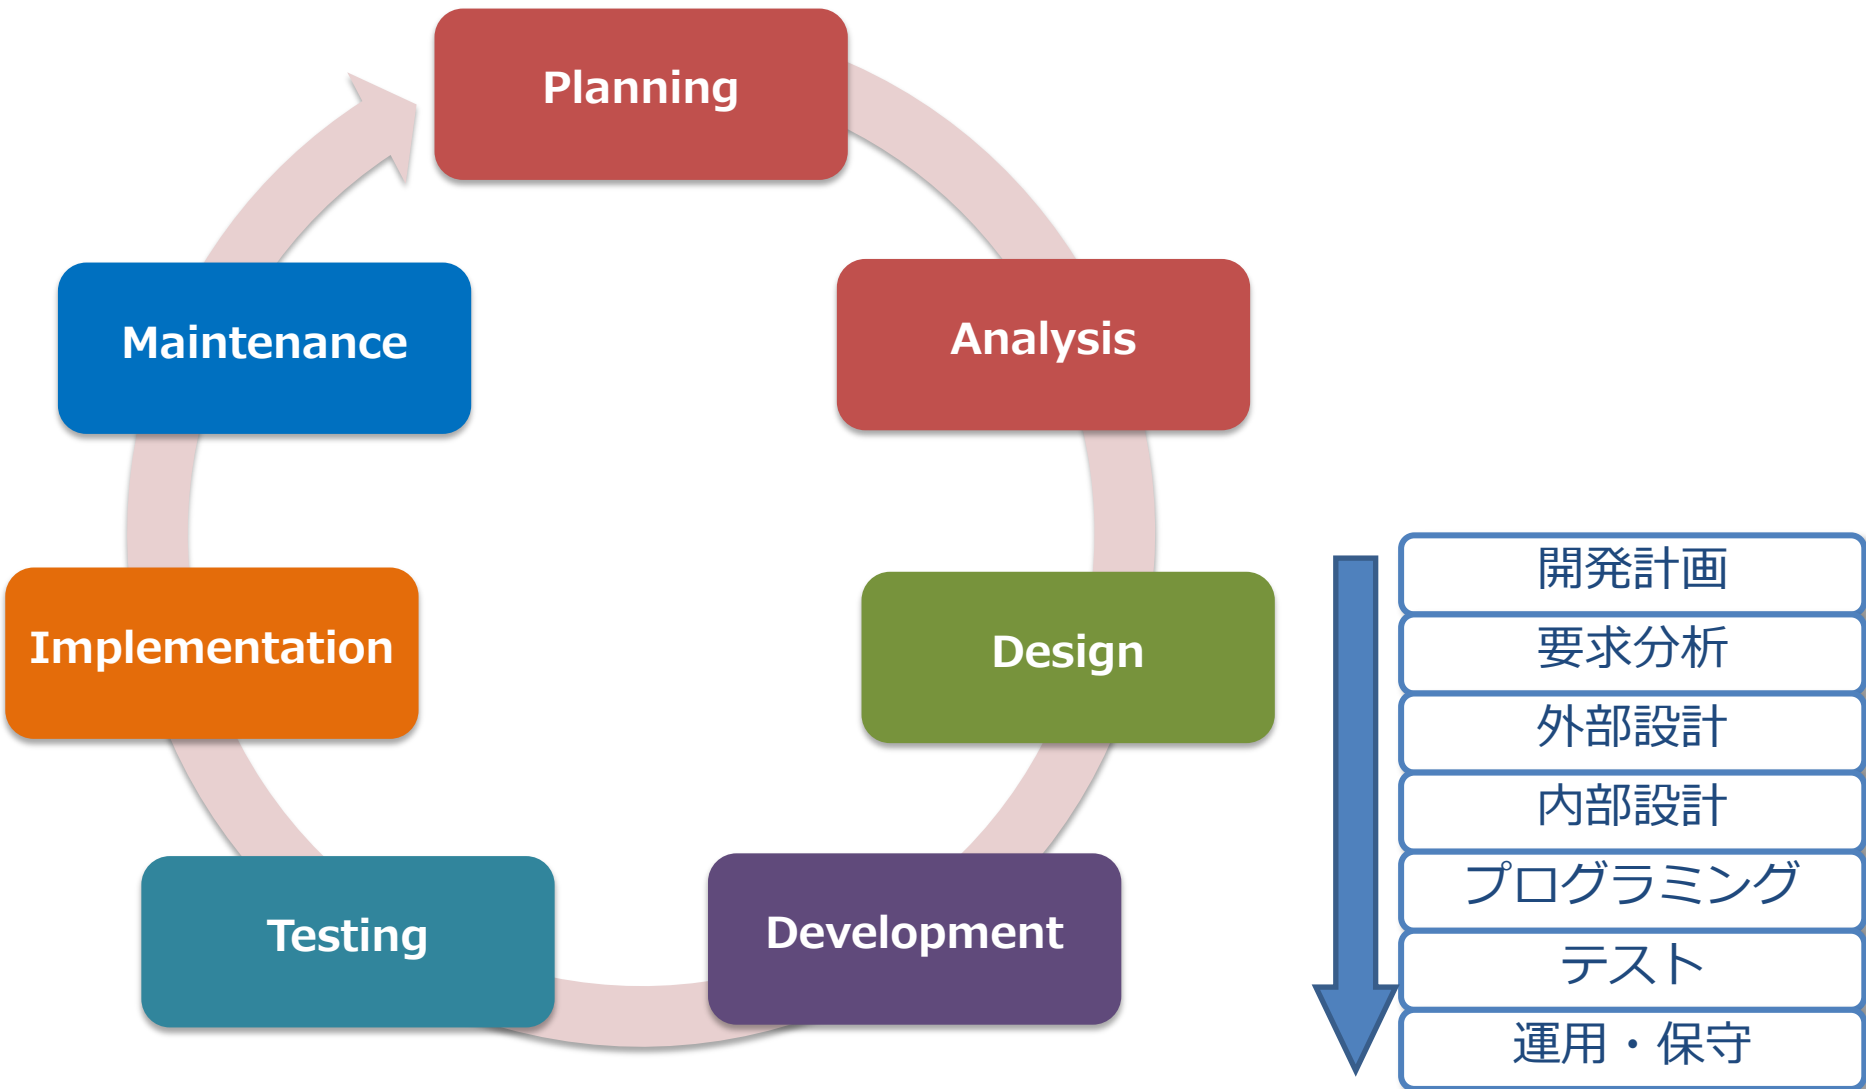 Planning
Analysis
Design
Development
Testing
Implementation
Maintenance
開発計画
要求分析
外部設計
内部設計
プログラミング
テスト
運用・保守